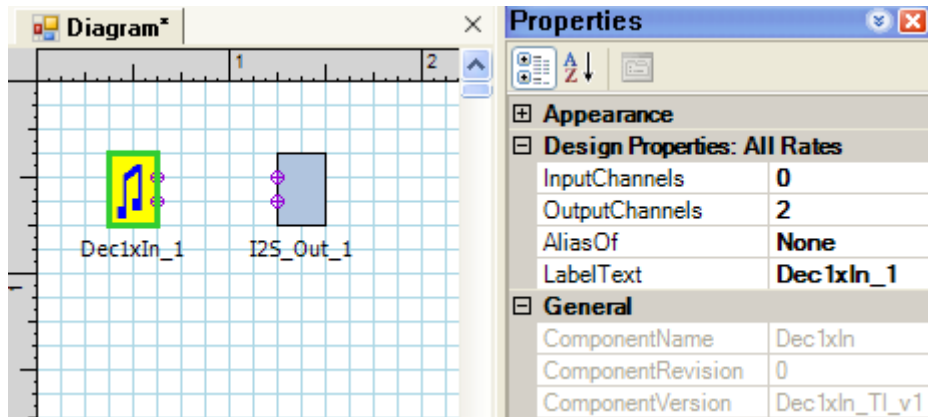 Diagram*
1
2
Dec1xIn_1
I2S_Out_1
1
Properties
Appearance
Design Properties: All Rates
InputChannels 0
OutputChannels 2
AliasOf None
LabelText Dec1xIn_1
General
ComponentName Dec1xIn
ComponentRevision 0
ComponentVersion Dec1xIn_TI_v1